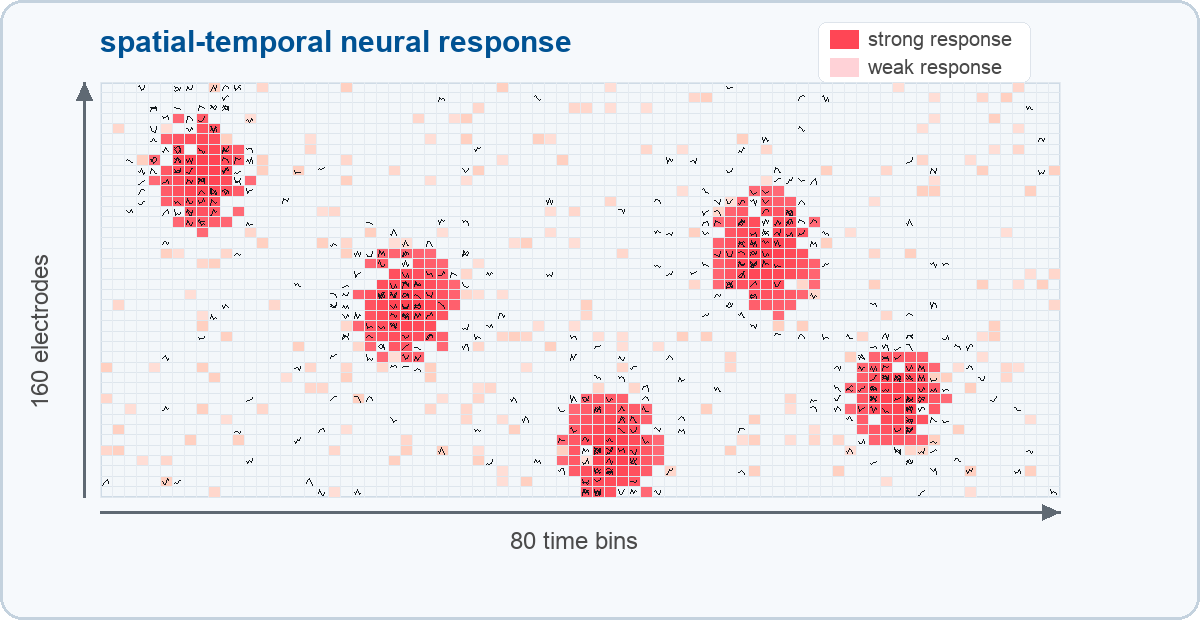 spatial-temporal neural response
strong response
weak response
160 electrodes
80 time bins